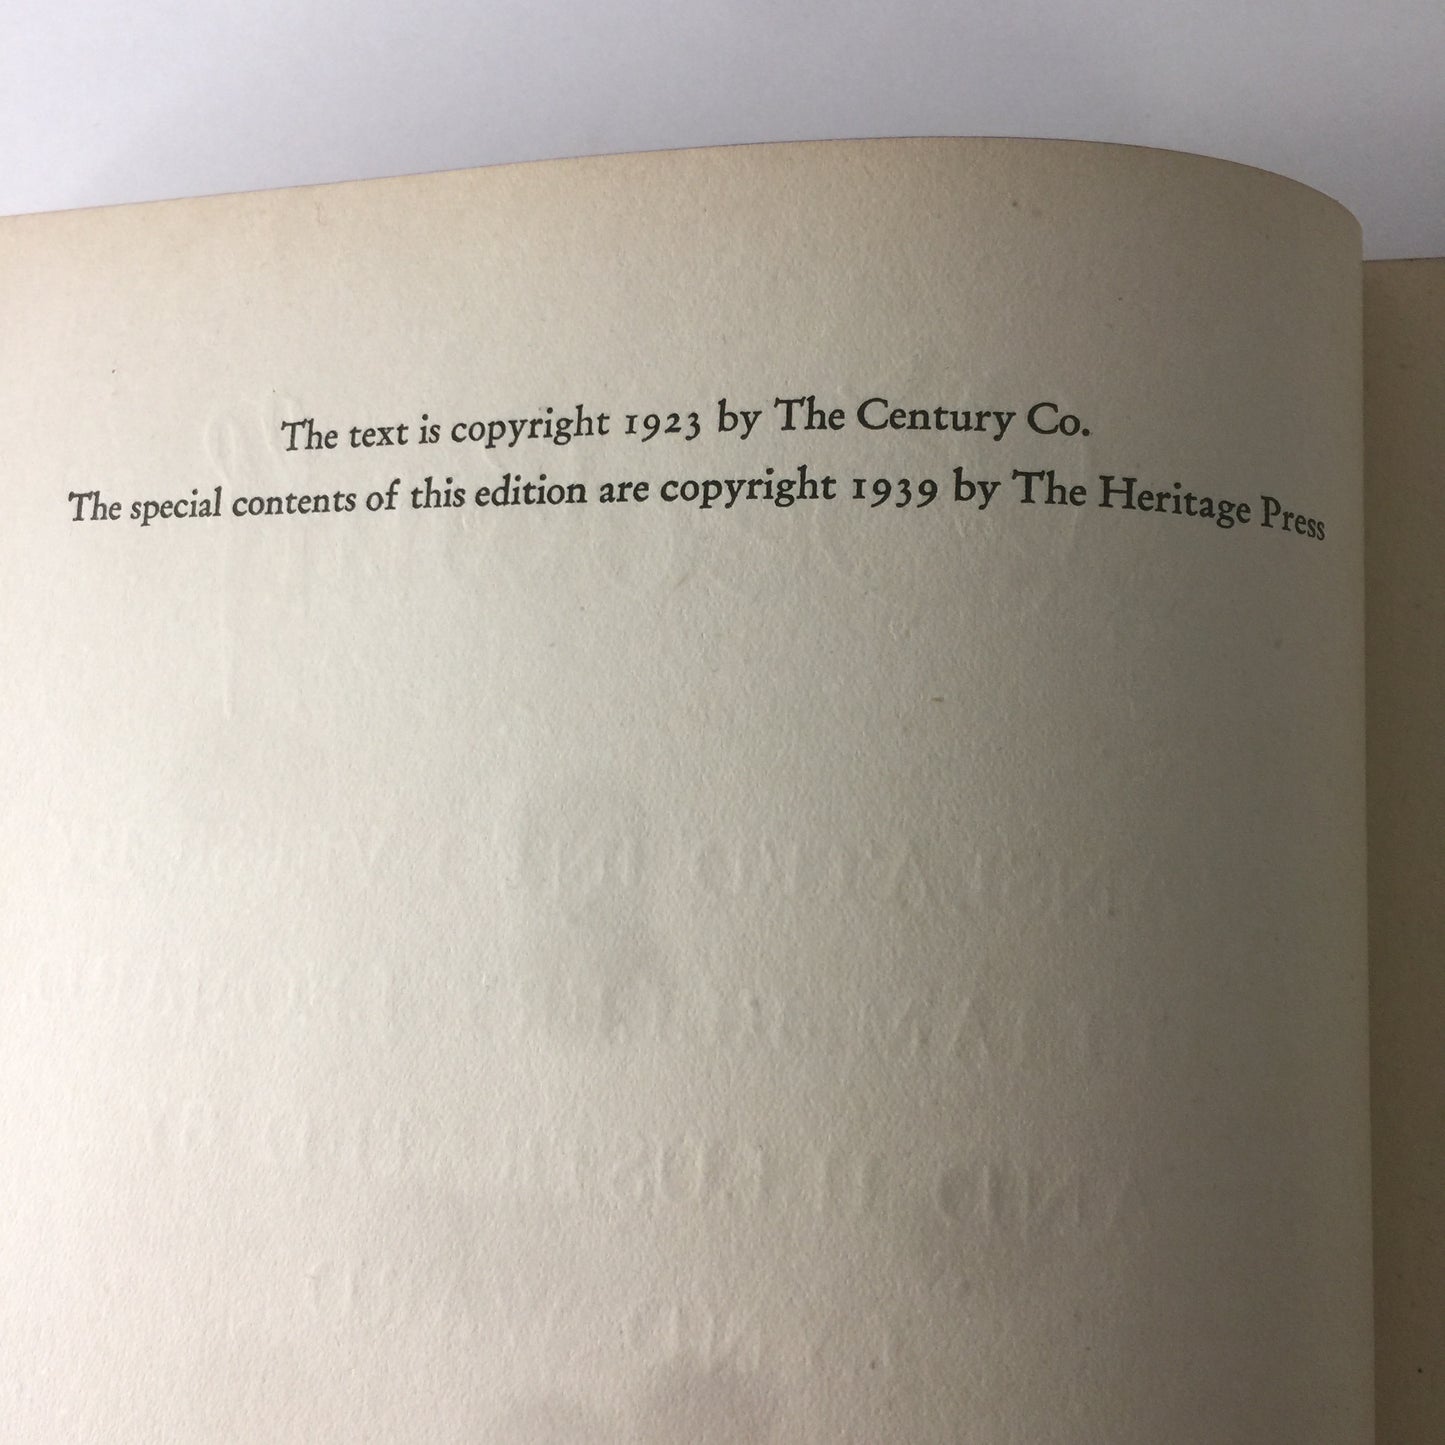 The text is copyright 1923 by The Century Co.
The special contents of this edition are copyright 1939 by The Heritage Press